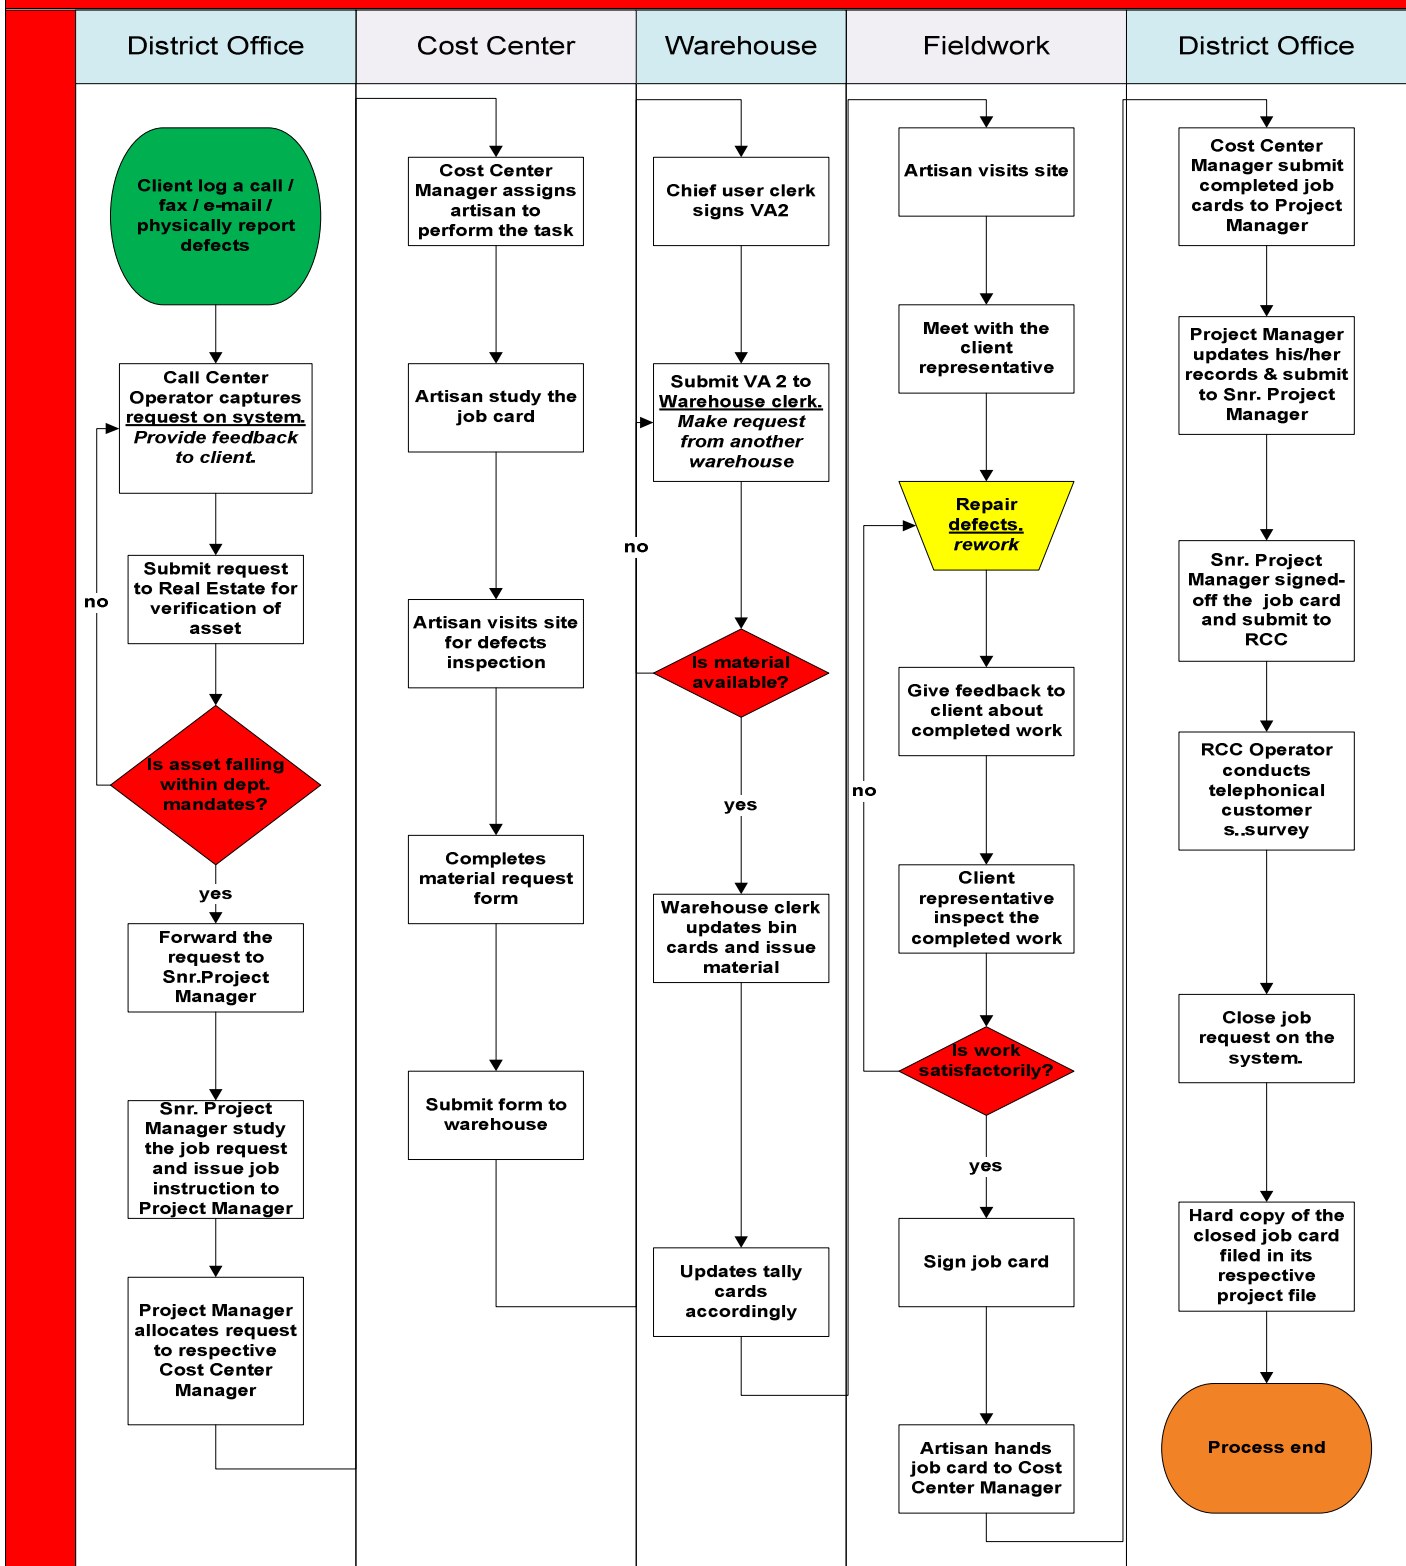 District Office
Cost Center
Warehouse
Fieldwork
District Office
Client log a call /
fax / e-mail /
physically report
defects
Call Center
Operator captures
request on system.
Provide feedback
to client.
no
Submit request
to Real Estate for
verification of
asset
Is asset falling
within dept.
mandates?
yes
Forward the
request to
Snr.Project
Manager
Snr. Project
Manager study
the job request
and issue job
instruction to
Project Manager
Project Manager
allocates request
to respective
Cost Center
Manager
Cost Center
Manager assigns
artisan to
perform the task
Artisan study the
job card
Artisan visits site
for defects
inspection
Completes
material request
form
Submit form to
warehouse
Chief user clerk
signs VA2
Submit VA 2 to
Warehouse clerk.
Make request
from another
warehouse
no
Is material
available?
yes
Warehouse clerk
updates bin
cards and issue
material
Updates tally
cards
accordingly
Artisan visits site
Meet with the
client
representative
Repair
defects.
rework
Give feedback to
client about
completed work
no
Client
representative
inspect the
completed work
Is work
satisfactorily?
yes
Sign job card
Artisan hands
job card to Cost
Center Manager
Cost Center
Manager submit
completed job
cards to Project
Manager
Project Manager
updates his/her
records & submit
to Snr. Project
Manager
Snr. Project
Manager signed-
off the job card
and submit to
RCC
RCC Operator
conducts
telephonical
customer
s..survey
Close job
request on the
system.
Hard copy of the
closed job card
filed in its
respective
project file
Process end